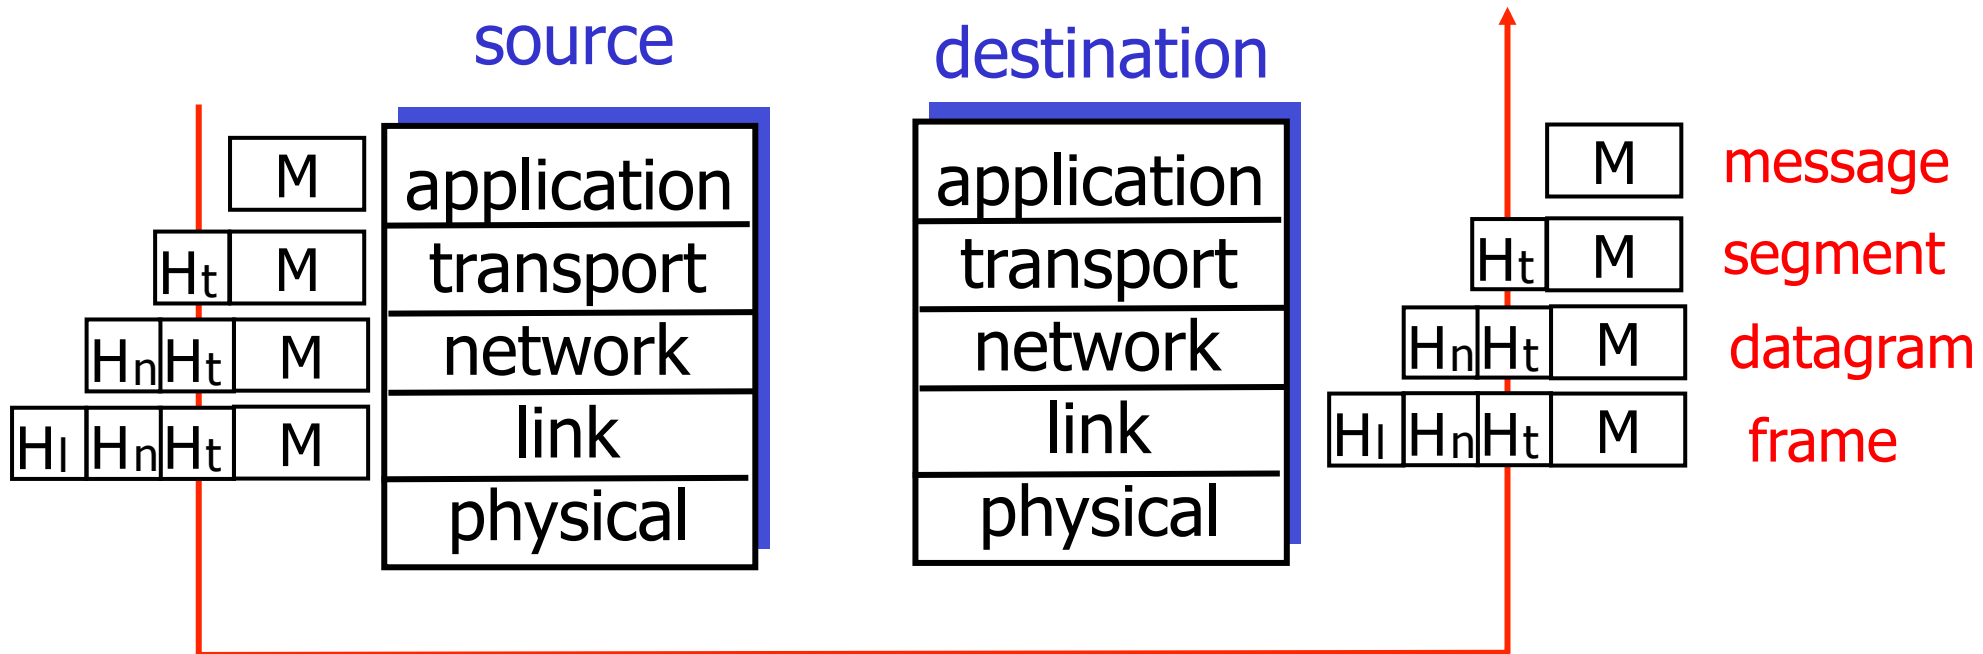 source destination
M application application M message
Ht M transport transport Ht M segment
Hn Ht M network network Hn Ht M datagram
Hl Hn Ht M link link Hl Hn Ht M frame
physical physical